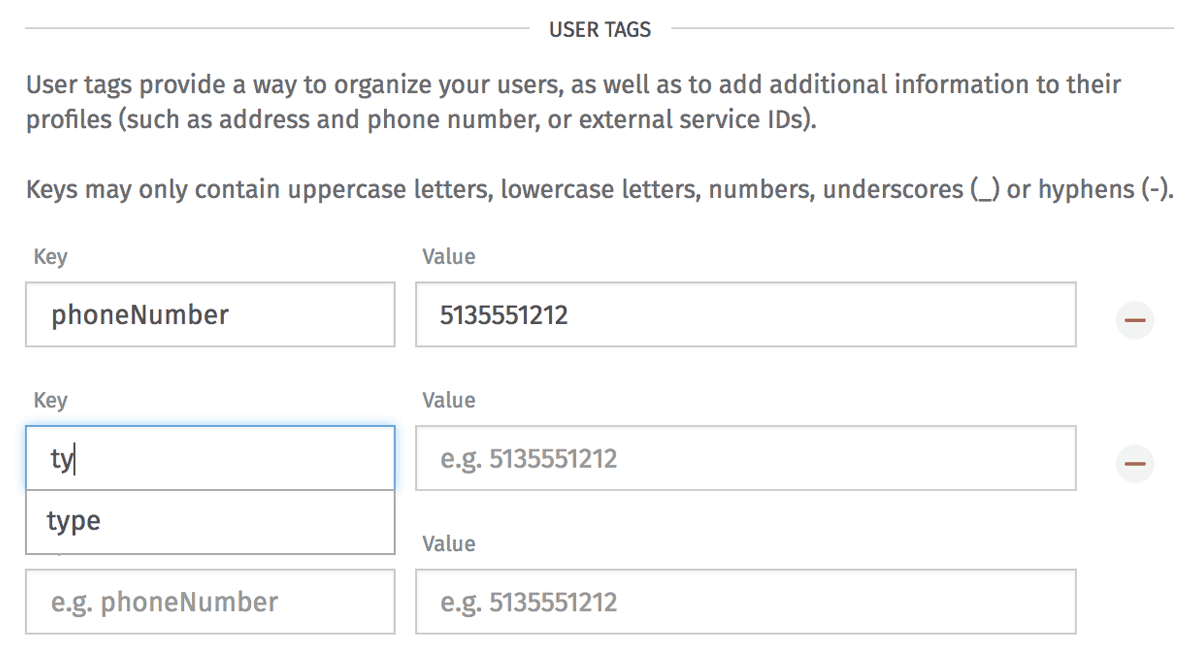 USER TAGS
User tags provide a way to organize your users, as well as to add additional information to their
profiles (such as address and phone number, or external service IDs).
Keys may only contain uppercase letters, lowercase letters, numbers, underscores (_) or hyphens (-).
Key Value
phoneNumber 5135551212
Key Value
ty e.g. 5135551212
type
Value
e.g. phoneNumber e.g. 5135551212